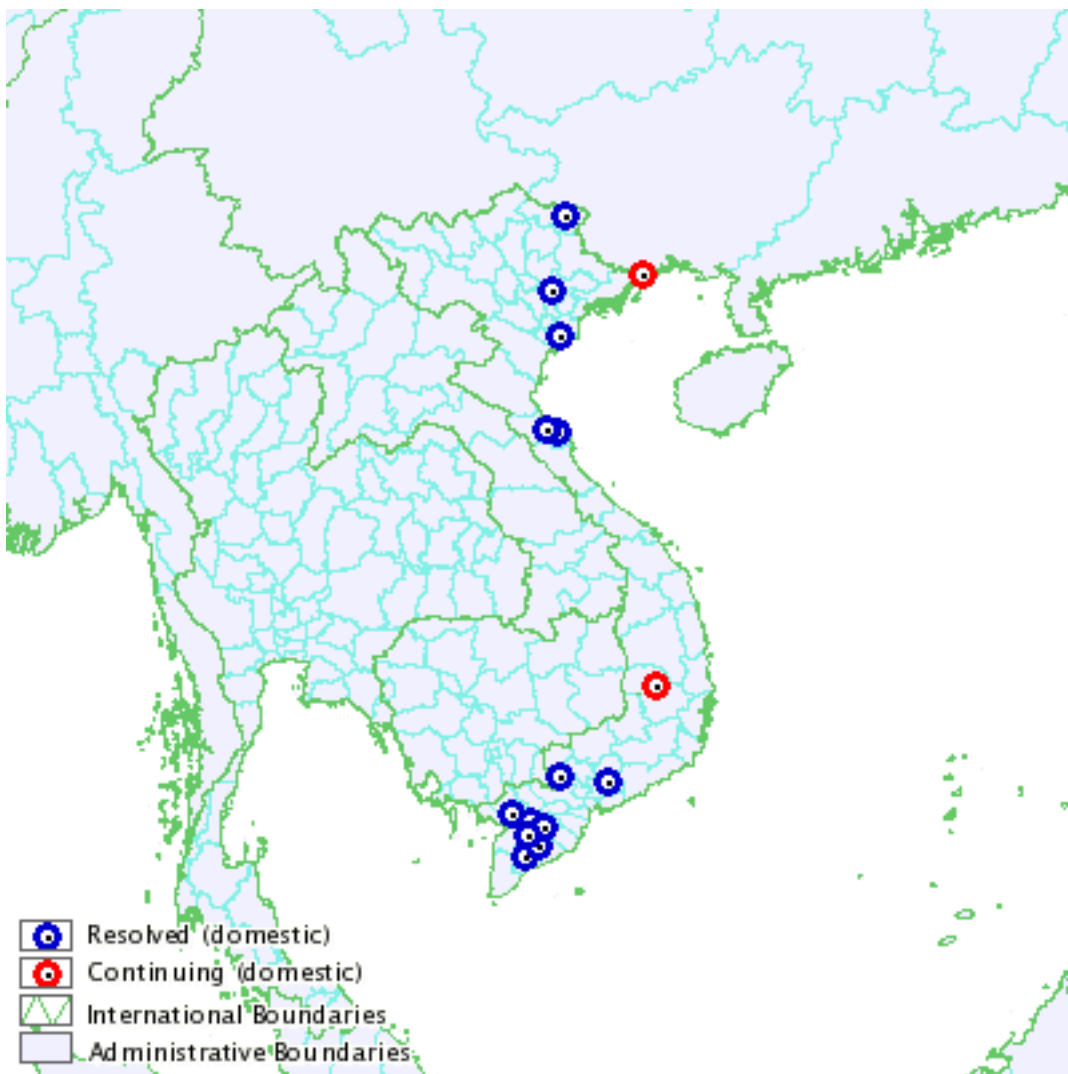 Resolved (domestic)
Continuing (domestic)
International Boundaries
Administrative Boundaries